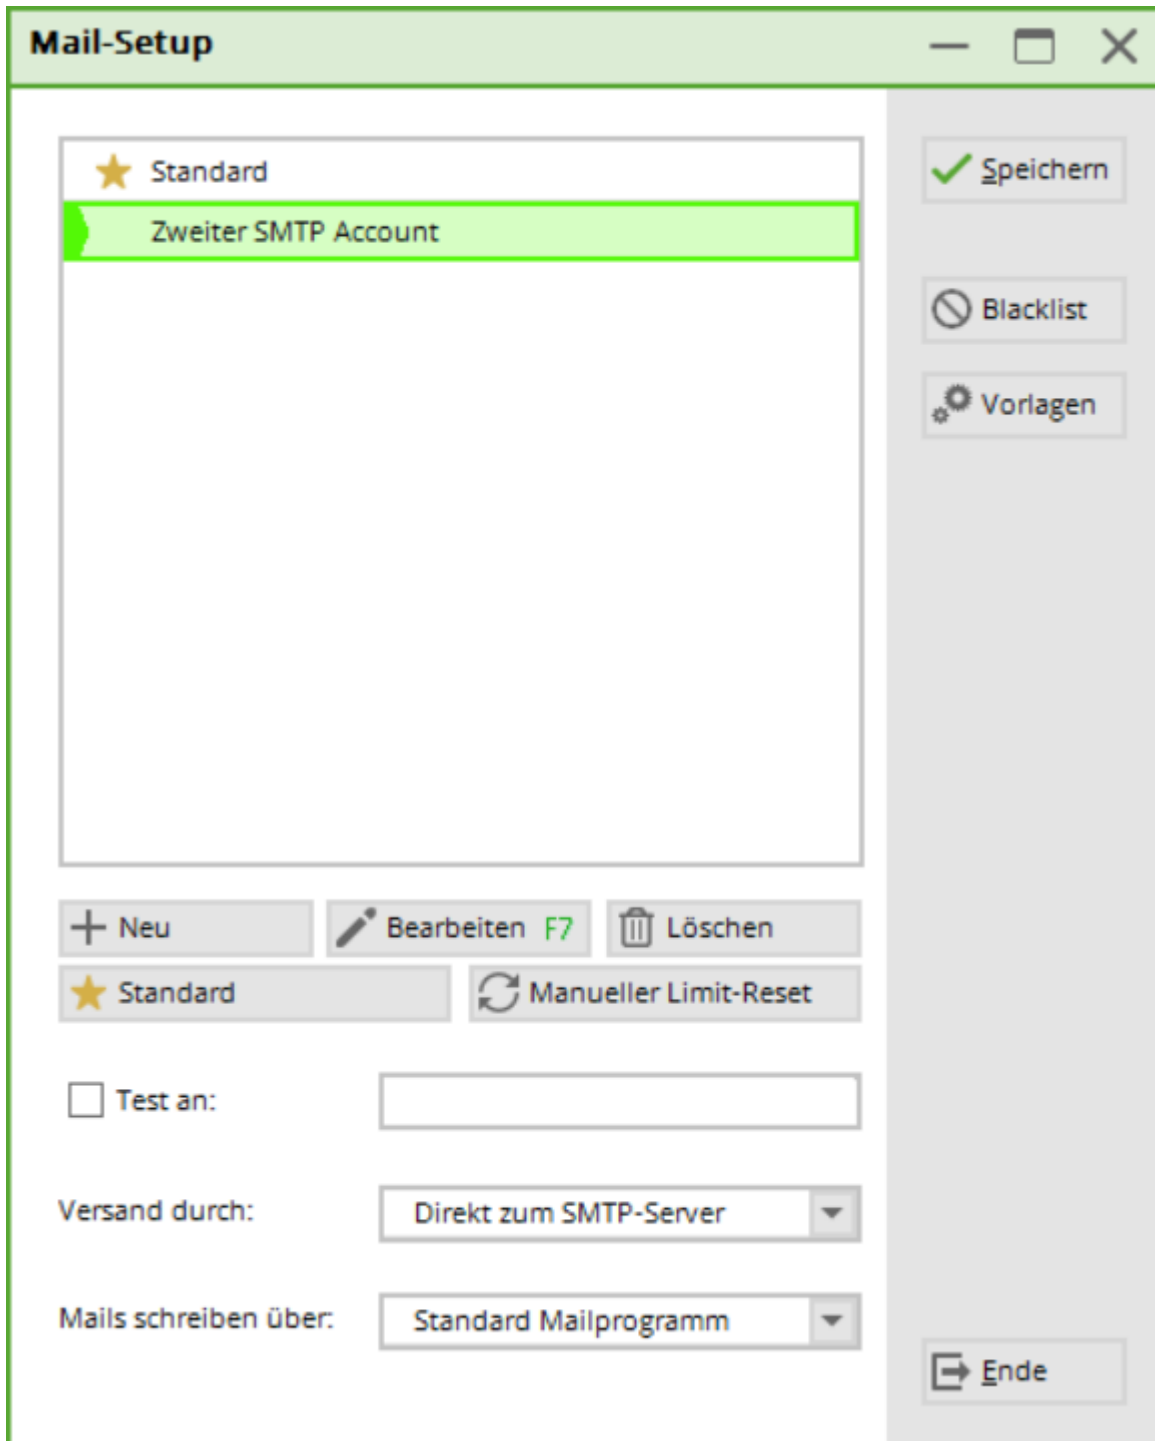 Mail-Setup
Standard
Zweiter SMTP Account
Speichern
Blacklist
Vorlagen
Neu
Bearbeiten F7
Löschen
Standard
Manueller Limit-Reset
Test an:
Versand durch:
Direkt zum SMTP-Server
Mails schreiben über:
Standard Mailprogramm
Ende